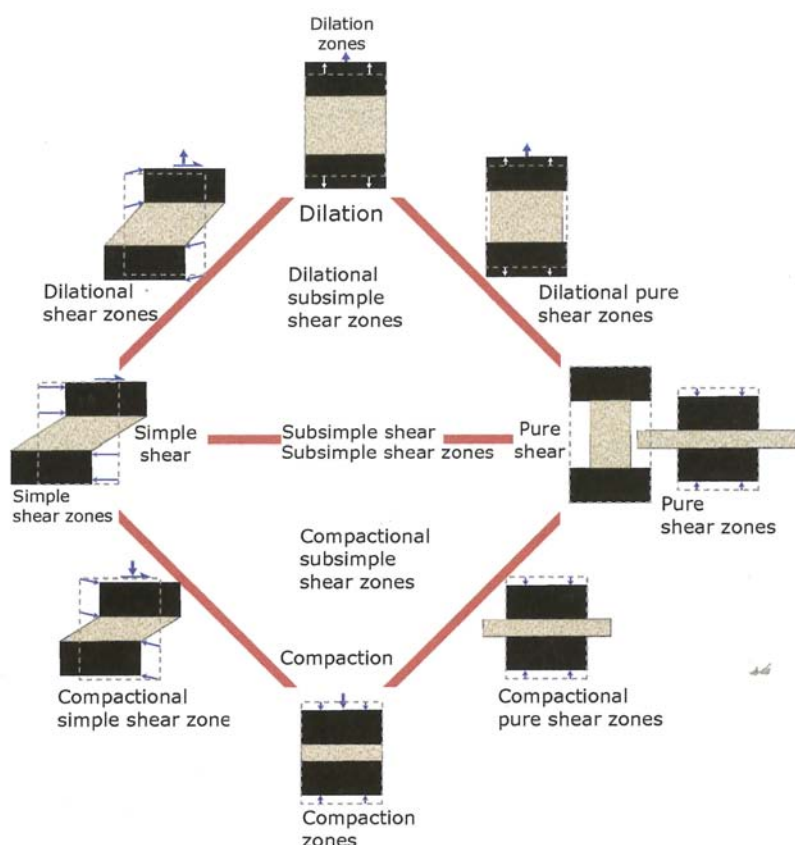 Dilation
zones
Dilation
Dilational
shear zones
Dilational
subsimple
shear zones
Dilational pure
shear zones
Simple
shear
Subsimple shear
Subsimple shear zones
Pure
shear
Simple
shear zones
Pure
shear zones
Compactional
subsimple
shear zones
Compaction
Compactional
simple shear zone
Compactional
pure shear zones
Compaction
zones